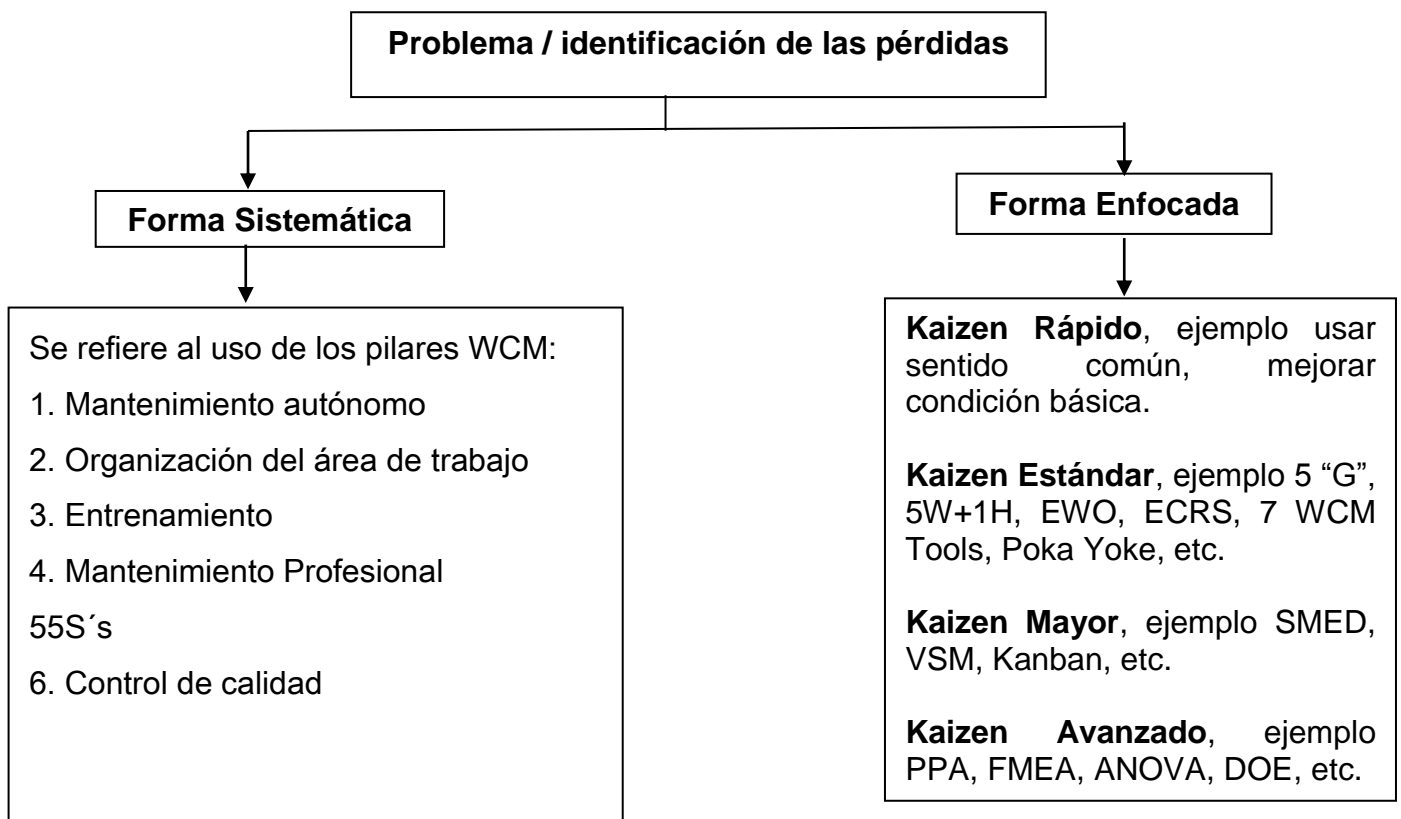 Problema / identificación de las pérdidas
Forma Sistemática
Forma Enfocada
Se refiere al uso de los pilares WCM:
1. Mantenimiento autónomo
2. Organización del área de trabajo
3. Entrenamiento
4. Mantenimiento Profesional
55S´s
6. Control de calidad
Kaizen Rápido, ejemplo usar
sentido común, mejorar
condición básica.
Kaizen Estándar, ejemplo 5 “G”,
5W+1H, EWO, ECRS, 7 WCM
Tools, Poka Yoke, etc.
Kaizen Mayor, ejemplo SMED,
VSM, Kanban, etc.
Kaizen Avanzado, ejemplo
PPA, FMEA, ANOVA, DOE, etc.